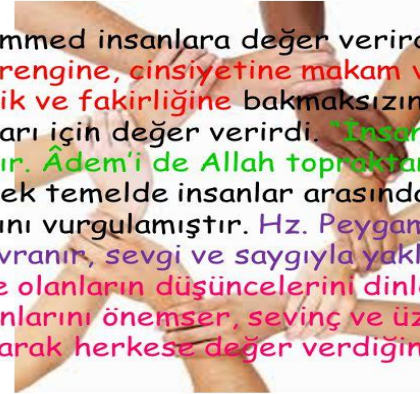 mmed insanlara değer verird
rengine, cinsiyetine makam v
ik ve fakirliğine bakmaksızın
arı için değer verirdi. "İnsan
ır. Âdem'i de Allah topraktan
ek temelde insanlar arasında
ını vurgulamıştır. Hz. Peygam
vranır, sevgi ve saygıyla yakl
e olanların düşüncelerini dinle
nlarını önemser, sevinç ve üz
arak herkese değer verdiğin